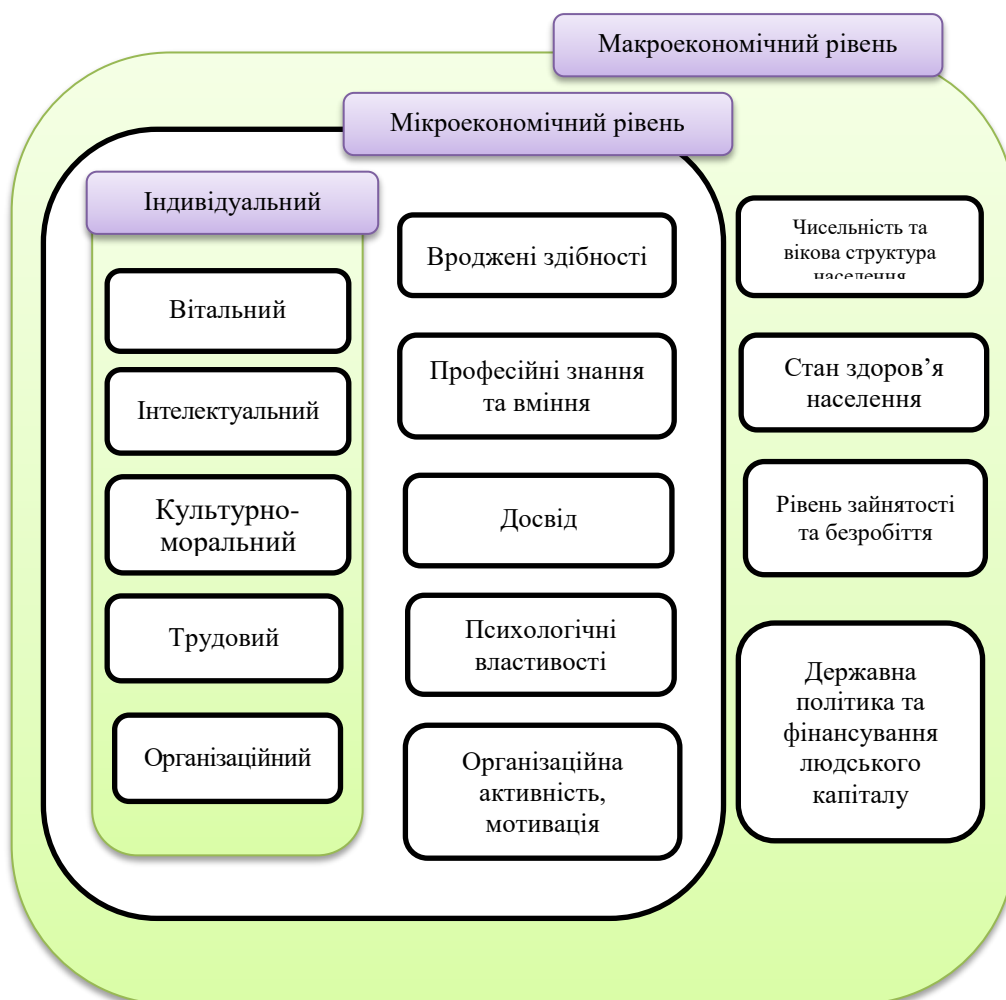 Макроекономічний рівень
Мікроекономічний рівень
Індивідуальний
Вітальний
Інтелектуальний
Культурно-
моральний
Трудовий
Організаційний
Вроджені здібності
Професійні знання
та вміння
Досвід
Психологічні
властивості
Організаційна
активність,
мотивація
Чисельність та
вікова структура
населення
Стан здоров’я
населення
Рівень зайнятості
та безробіття
Державна
політика та
фінансування
людського
капіталу